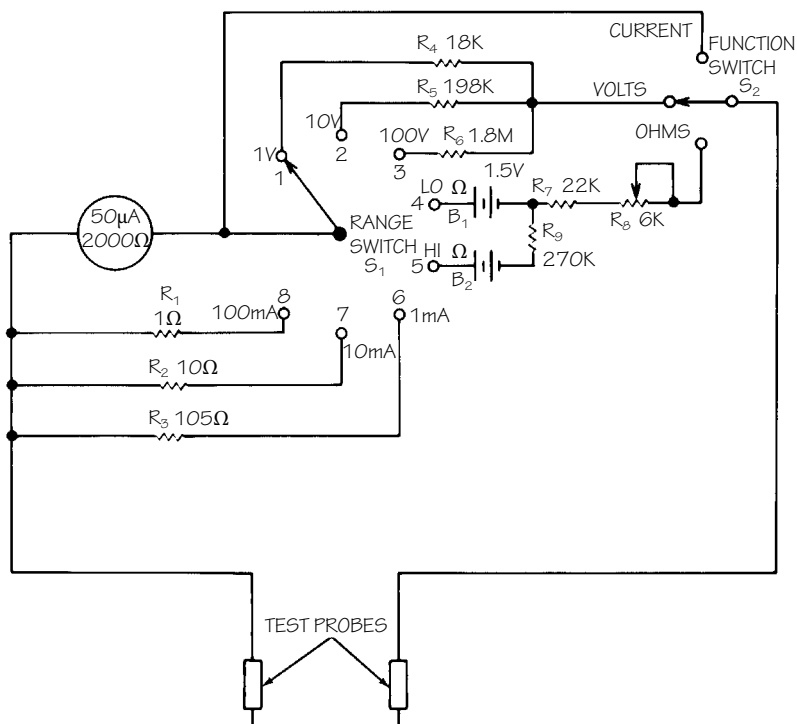 CURRENT
FUNCTION
SWITCH
S2
R4 18K
R5 198K
VOLTS
10V
2
100V
3
R6 1.8M
OHMS
1V
1
1.5V
LO Ω
4
B1
R7 22K
R8 6K
50µA
2000Ω
RANGE
SWITCH
S1
HI Ω
5
B2
R9
270K
R1
1Ω
100mA
8
7
10mA
6
1mA
R2 10Ω
R3 105Ω
TEST PROBES